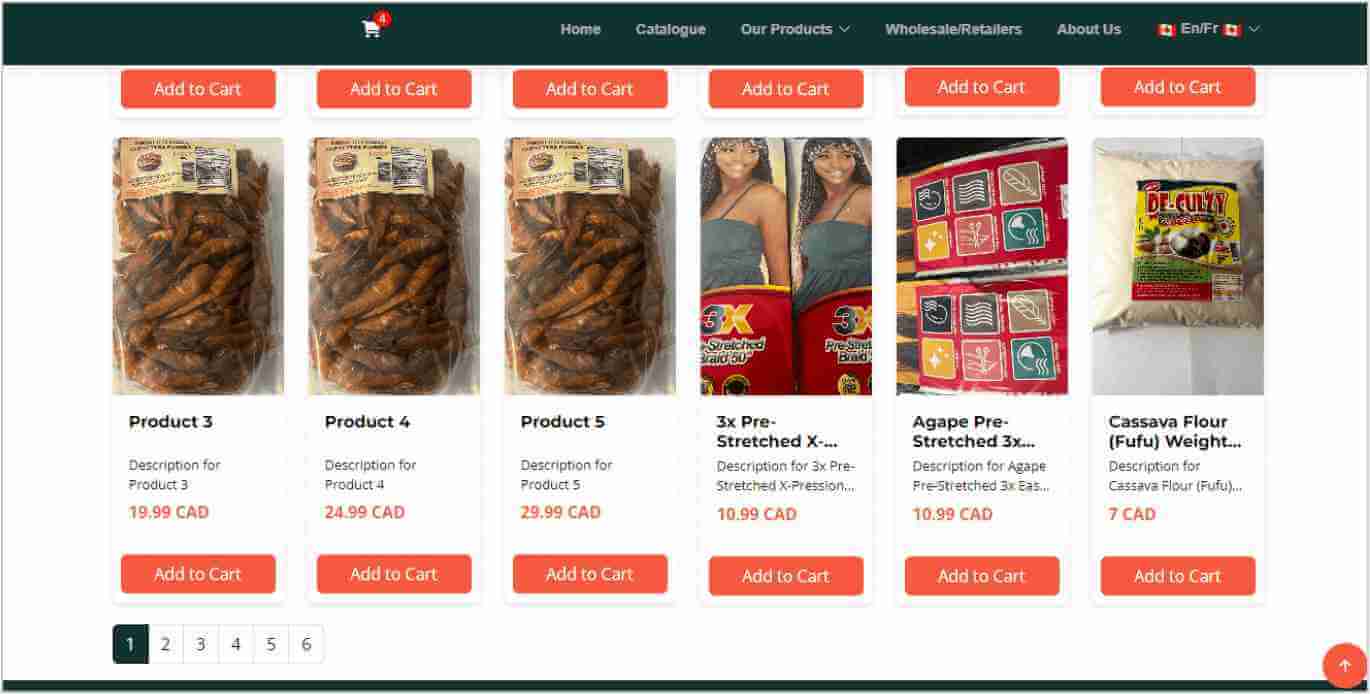 4
Home Catalogue Our Products Wholesale/Retailers About Us En/Fr
Add to Cart Add to Cart Add to Cart Add to Cart Add to Cart Add to Cart
3X
3X
-Stretched
Braid 50"
Pre-Stret
Braid
DE-CULZY
Product 3
Description for
Product 3
19.99 CAD
Add to Cart
Product 4
Description for
Product 4
24.99 CAD
Add to Cart
Product 5
Description for
Product 5
29.99 CAD
Add to Cart
3x Pre-
Stretched X-...
Description for 3x Pre-
Stretched X-Pression...
10.99 CAD
Add to Cart
Agape Pre-
Stretched 3x...
Description for Agape
Pre-Stretched 3x Eas...
10.99 CAD
Add to Cart
Cassava Flour
(Fufu) Weight...
Description for
Cassava Flour (Fufu)...
7 CAD
Add to Cart
1 2 3 4 5 6